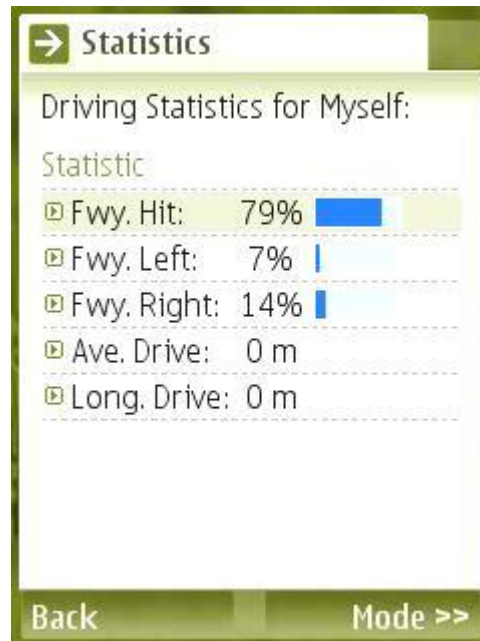 Statistics
Driving Statistics for Myself:
Statistic
Fwy. Hit: 79%
Fwy. Left: 7%
Fwy. Right: 14%
Ave. Drive: 0 m
Long. Drive: 0 m
Back Mode >>